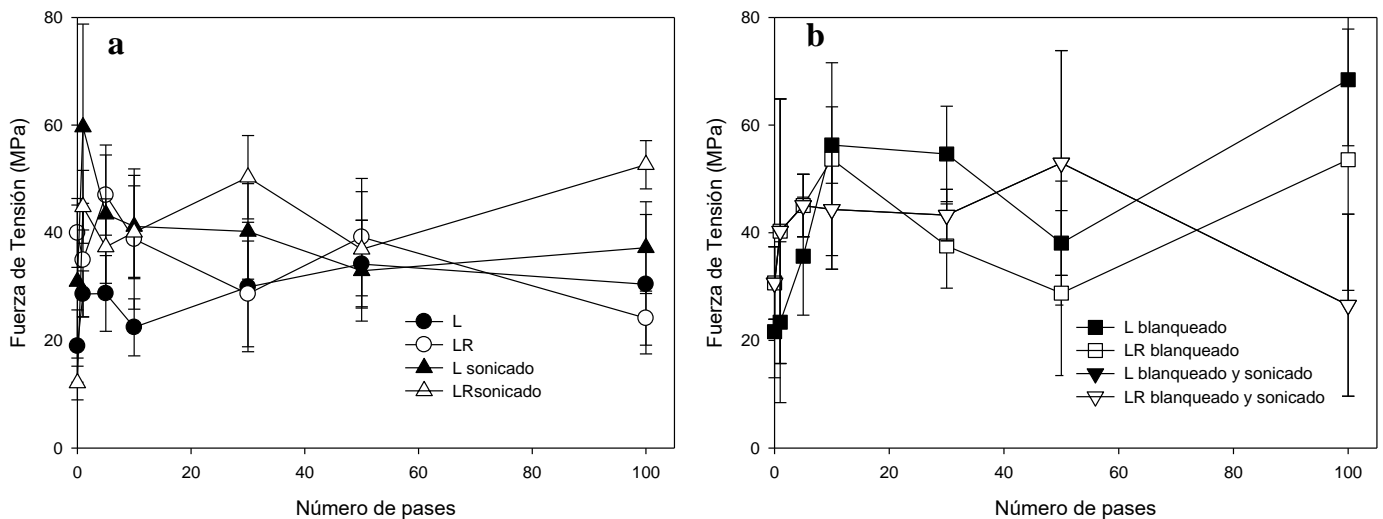 a
80
60
40
20
0
Fuerza de Tensión (MPa)
0 20 40 60 80 100
Número de pases
L
LR
L sonicado
LRsonicado
b
80
60
40
20
0
Fuerza de Tensión (MPa)
0 20 40 60 80 100
Número de pases
L blanqueado
LR blanqueado
L blanqueado y sonicado
LR blanqueado y sonicado